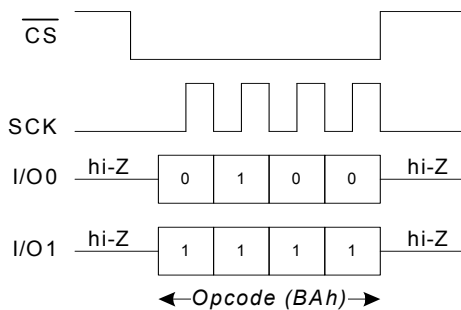 CS
SCK
I/O0 hi-Z 0 1 0 0 hi-Z
I/O1 hi-Z 1 1 1 1 hi-Z
Opcode (BAh)